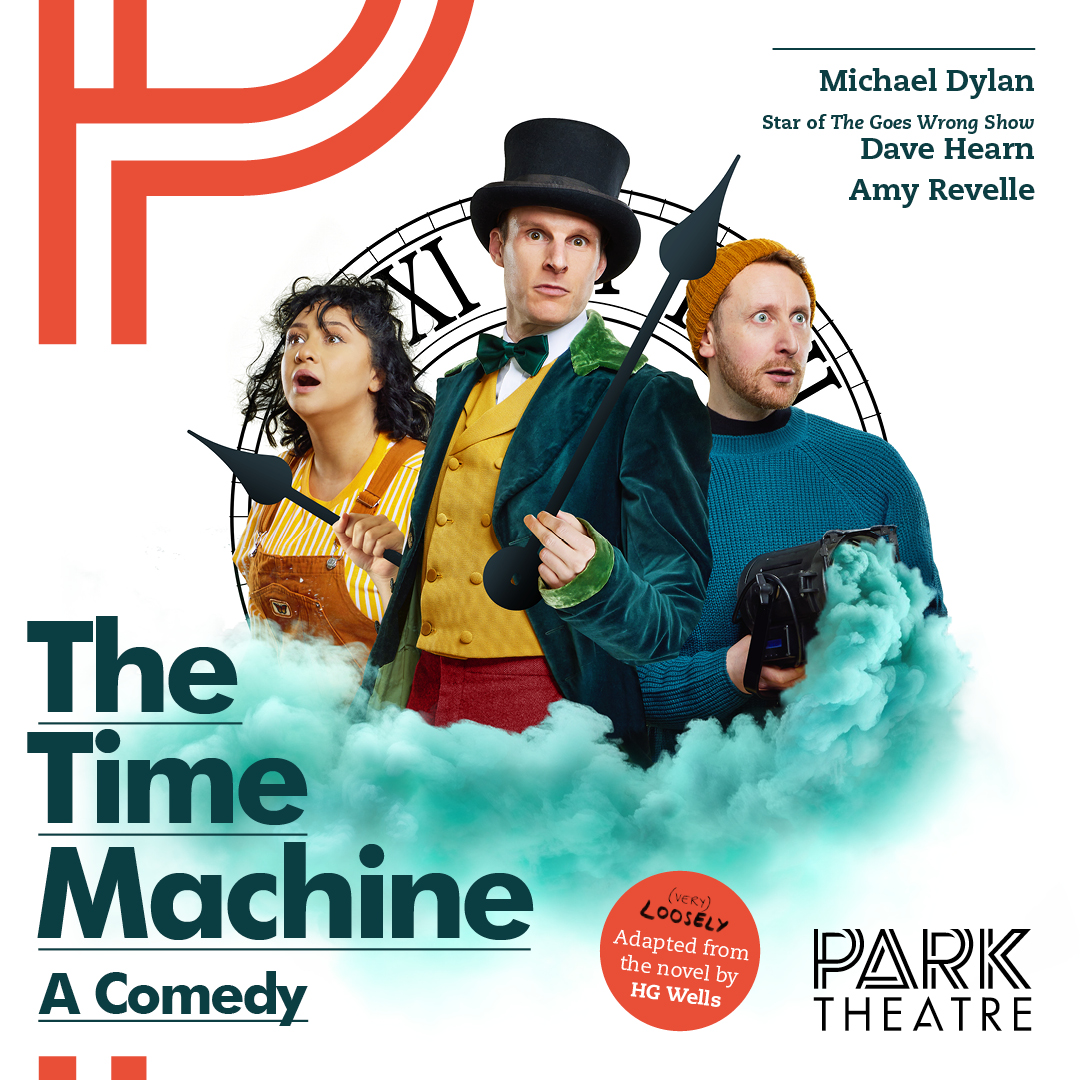 Michael Dylan
Star of The Goes Wrong Show
Dave Hearn
Amy Revelle
XI
The
Time
Machine
A Comedy
(VERY)
LOOSELY
Adapted from
the novel by
HG Wells
PARK
THEATRE